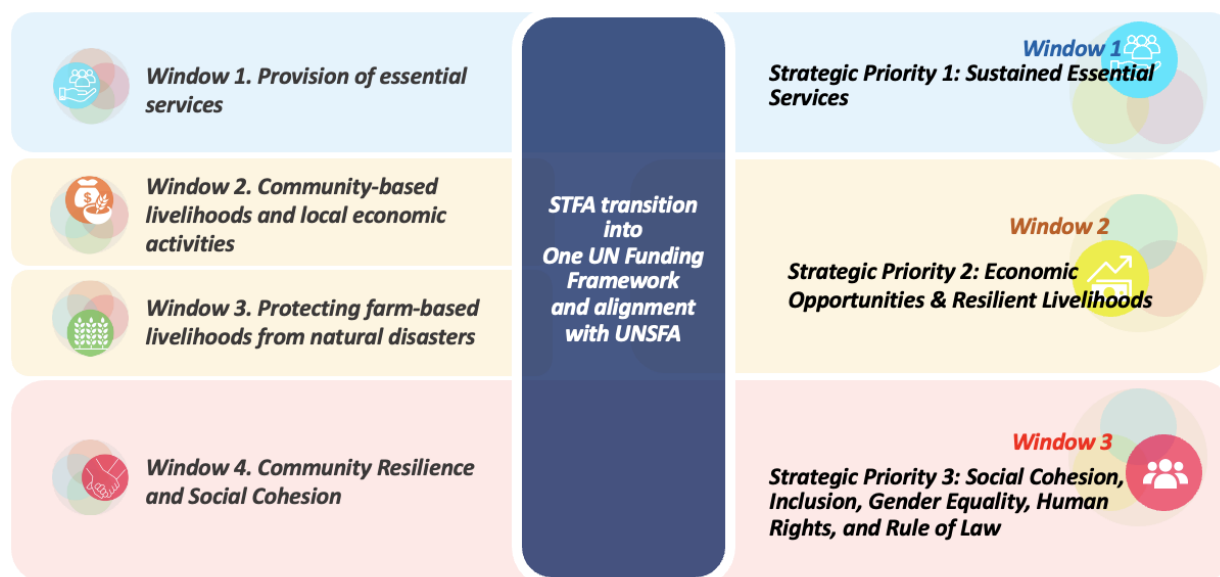 Window 1. Provision of essential
services
Window 2. Community-based
livelihoods and local economic
activities
Window 3. Protecting farm-based
livelihoods from natural disasters
Window 4. Community Resilience
and Social Cohesion
STFA transition
into
One UN Funding
Framework
and alignment
with UNSFA
Window 1
Strategic Priority 1: Sustained Essential
Services
Window 2
Strategic Priority 2: Economic
Opportunities & Resilient Livelihoods
Window 3
Strategic Priority 3: Social Cohesion,
Inclusion, Gender Equality, Human
Rights, and Rule of Law